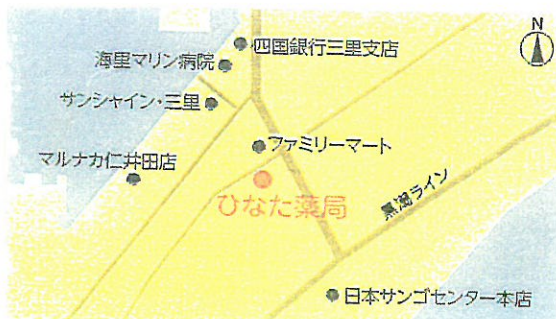 N
四国銀行三里支店
海里マリン病院
サンシャイン・三里
ファミリーマート
マルナカ仁井田店
ひなた薬局
黒潮ライン
日本サンゴセンター本店